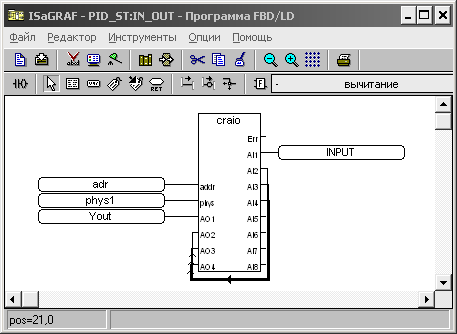 ISaGRAF - PID_ST:IN_OUT - Программа FBD/LD
Файл Редактор Инструменты Опции Помощь
RET
F - вычитание
craio
Err
AI1 INPUT
AI2
adr addr AI3
phys1 phys AI4
Yout AO1 AI5
AO2 AI6
AO3 AI7
AO4 AI8
pos=21,0